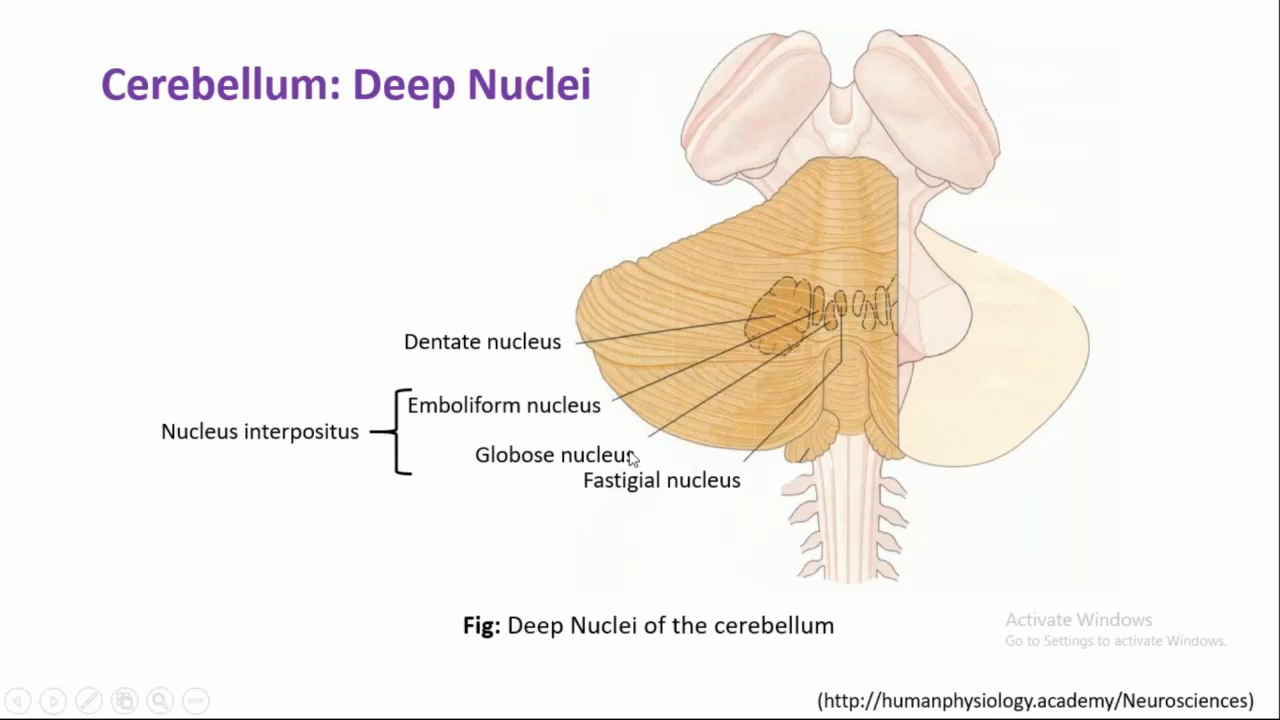 Cerebellum: Deep Nuclei
Dentate nucleus
Emboliform nucleus
Nucleus interpositus
Globose nucleus
Fastigial nucleus
Fig: Deep Nuclei of the cerebellum
Activate Windows
Go to Settings to activate Windows.
(http://humanphysiology.academy/Neurosciences)